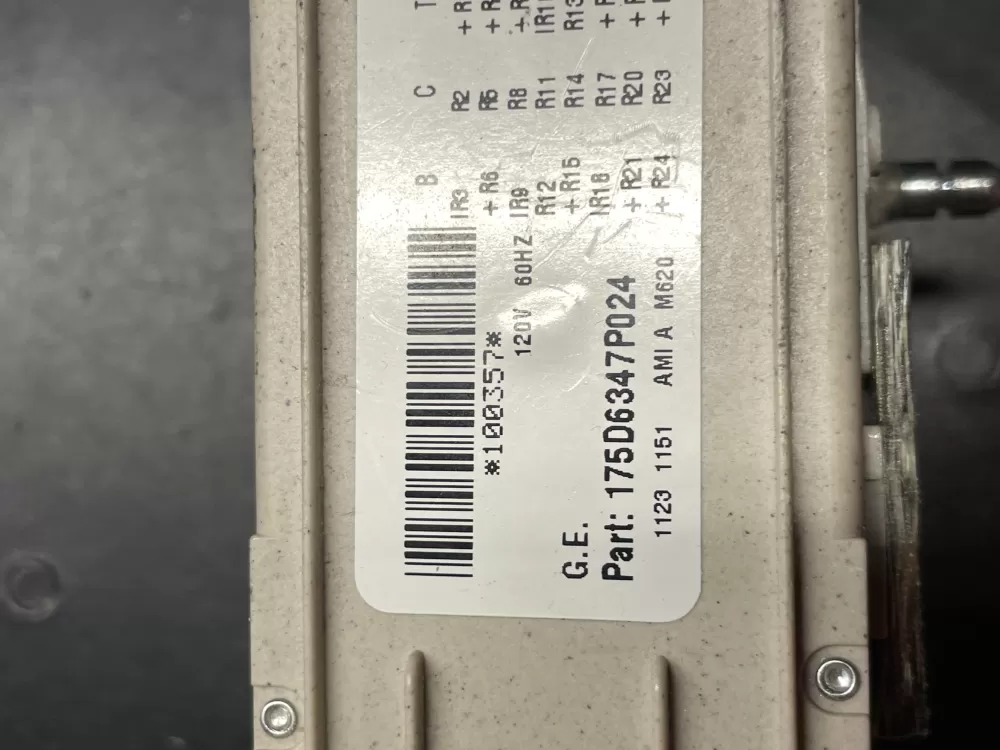 B C T
IR3 R2
*100357* + R6 R5
120V 60HZ IR9 R8
R12 R11
G.E. + R15 R14 R13
IR18 R17
Part: 175D6347P024 + R21 R20
1123 1151 AMI A M620 + R24 R23